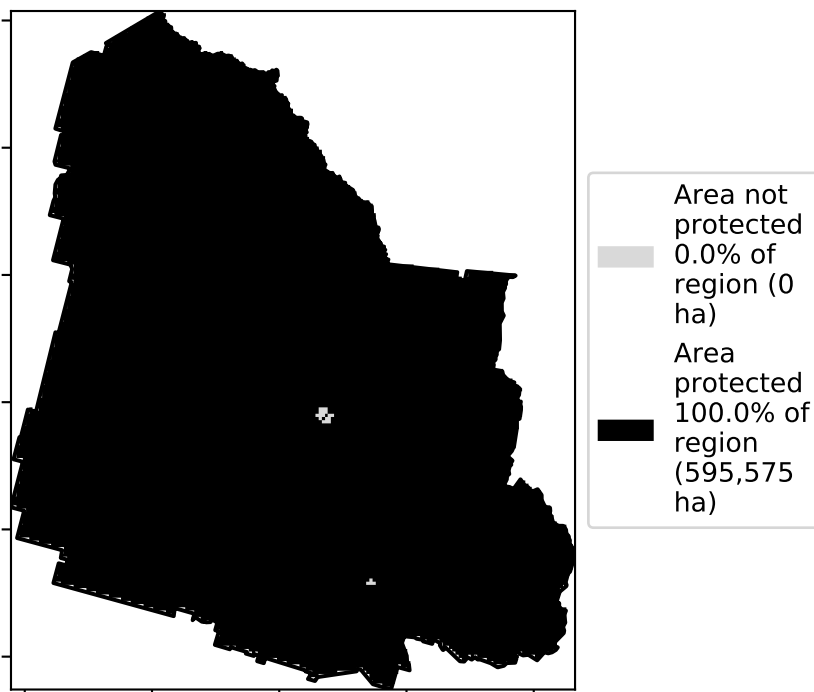 Area not
protected
0.0% of
region (0
ha)
Area
protected
100.0% of
region
(595,575
ha)